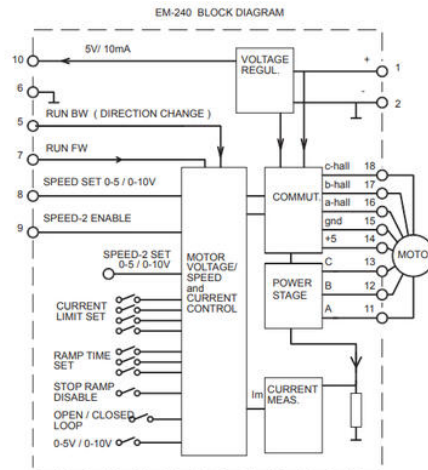 EM-240 BLOCK DIAGRAM
5V/ 10mA
10
VOLTAGE
REGUL.
+
1
6
-
2
RUN BW ( DIRECTION CHANGE )
5
RUN FW
7
SPEED SET 0-5 / 0-10V
8
SPEED-2 ENABLE
9
c-hall 18
b-hall 17
a-hall 16
gnd 15
+5 14
COMMUT.
MOTO
SPEED-2 SET
0-5 / 0-10V
MOTOR
VOLTAGE/
SPEED
and
CURRENT
CONTROL
C 13
B 12
A 11
POWER
STAGE
CURRENT
LIMIT SET
RAMP TIME
SET
STOP RAMP
DISABLE
OPEN / CLOSED
LOOP
0-5V / 0-10V
Im
CURRENT
MEAS.